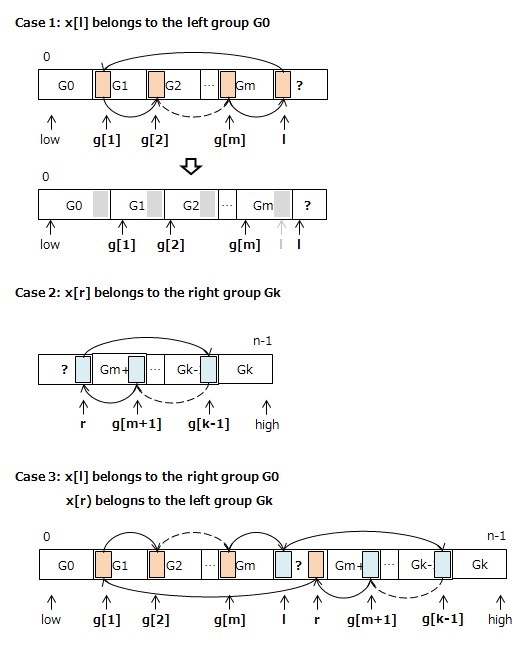 Case 1: x[l] belongs to the left group G0
0
G0 G1 G2 ... Gm ?
low g[1] g[2] g[m] l
0
G0 G1 G2 ... Gm ?
low g[1] g[2] g[m] l l
Case 2: x[r] belongs to the right group Gk
n-1
? Gm+ ... Gk- Gk
r g[m+1] g[k-1] high
Case 3: x[l] belongs to the right group G0
x[r) belogns to the left group Gk
0 n-1
G0 G1 G2 ... Gm ? Gm+ ... Gk- Gk
low g[1] g[2] g[m] l r g[m+1] g[k-1] high